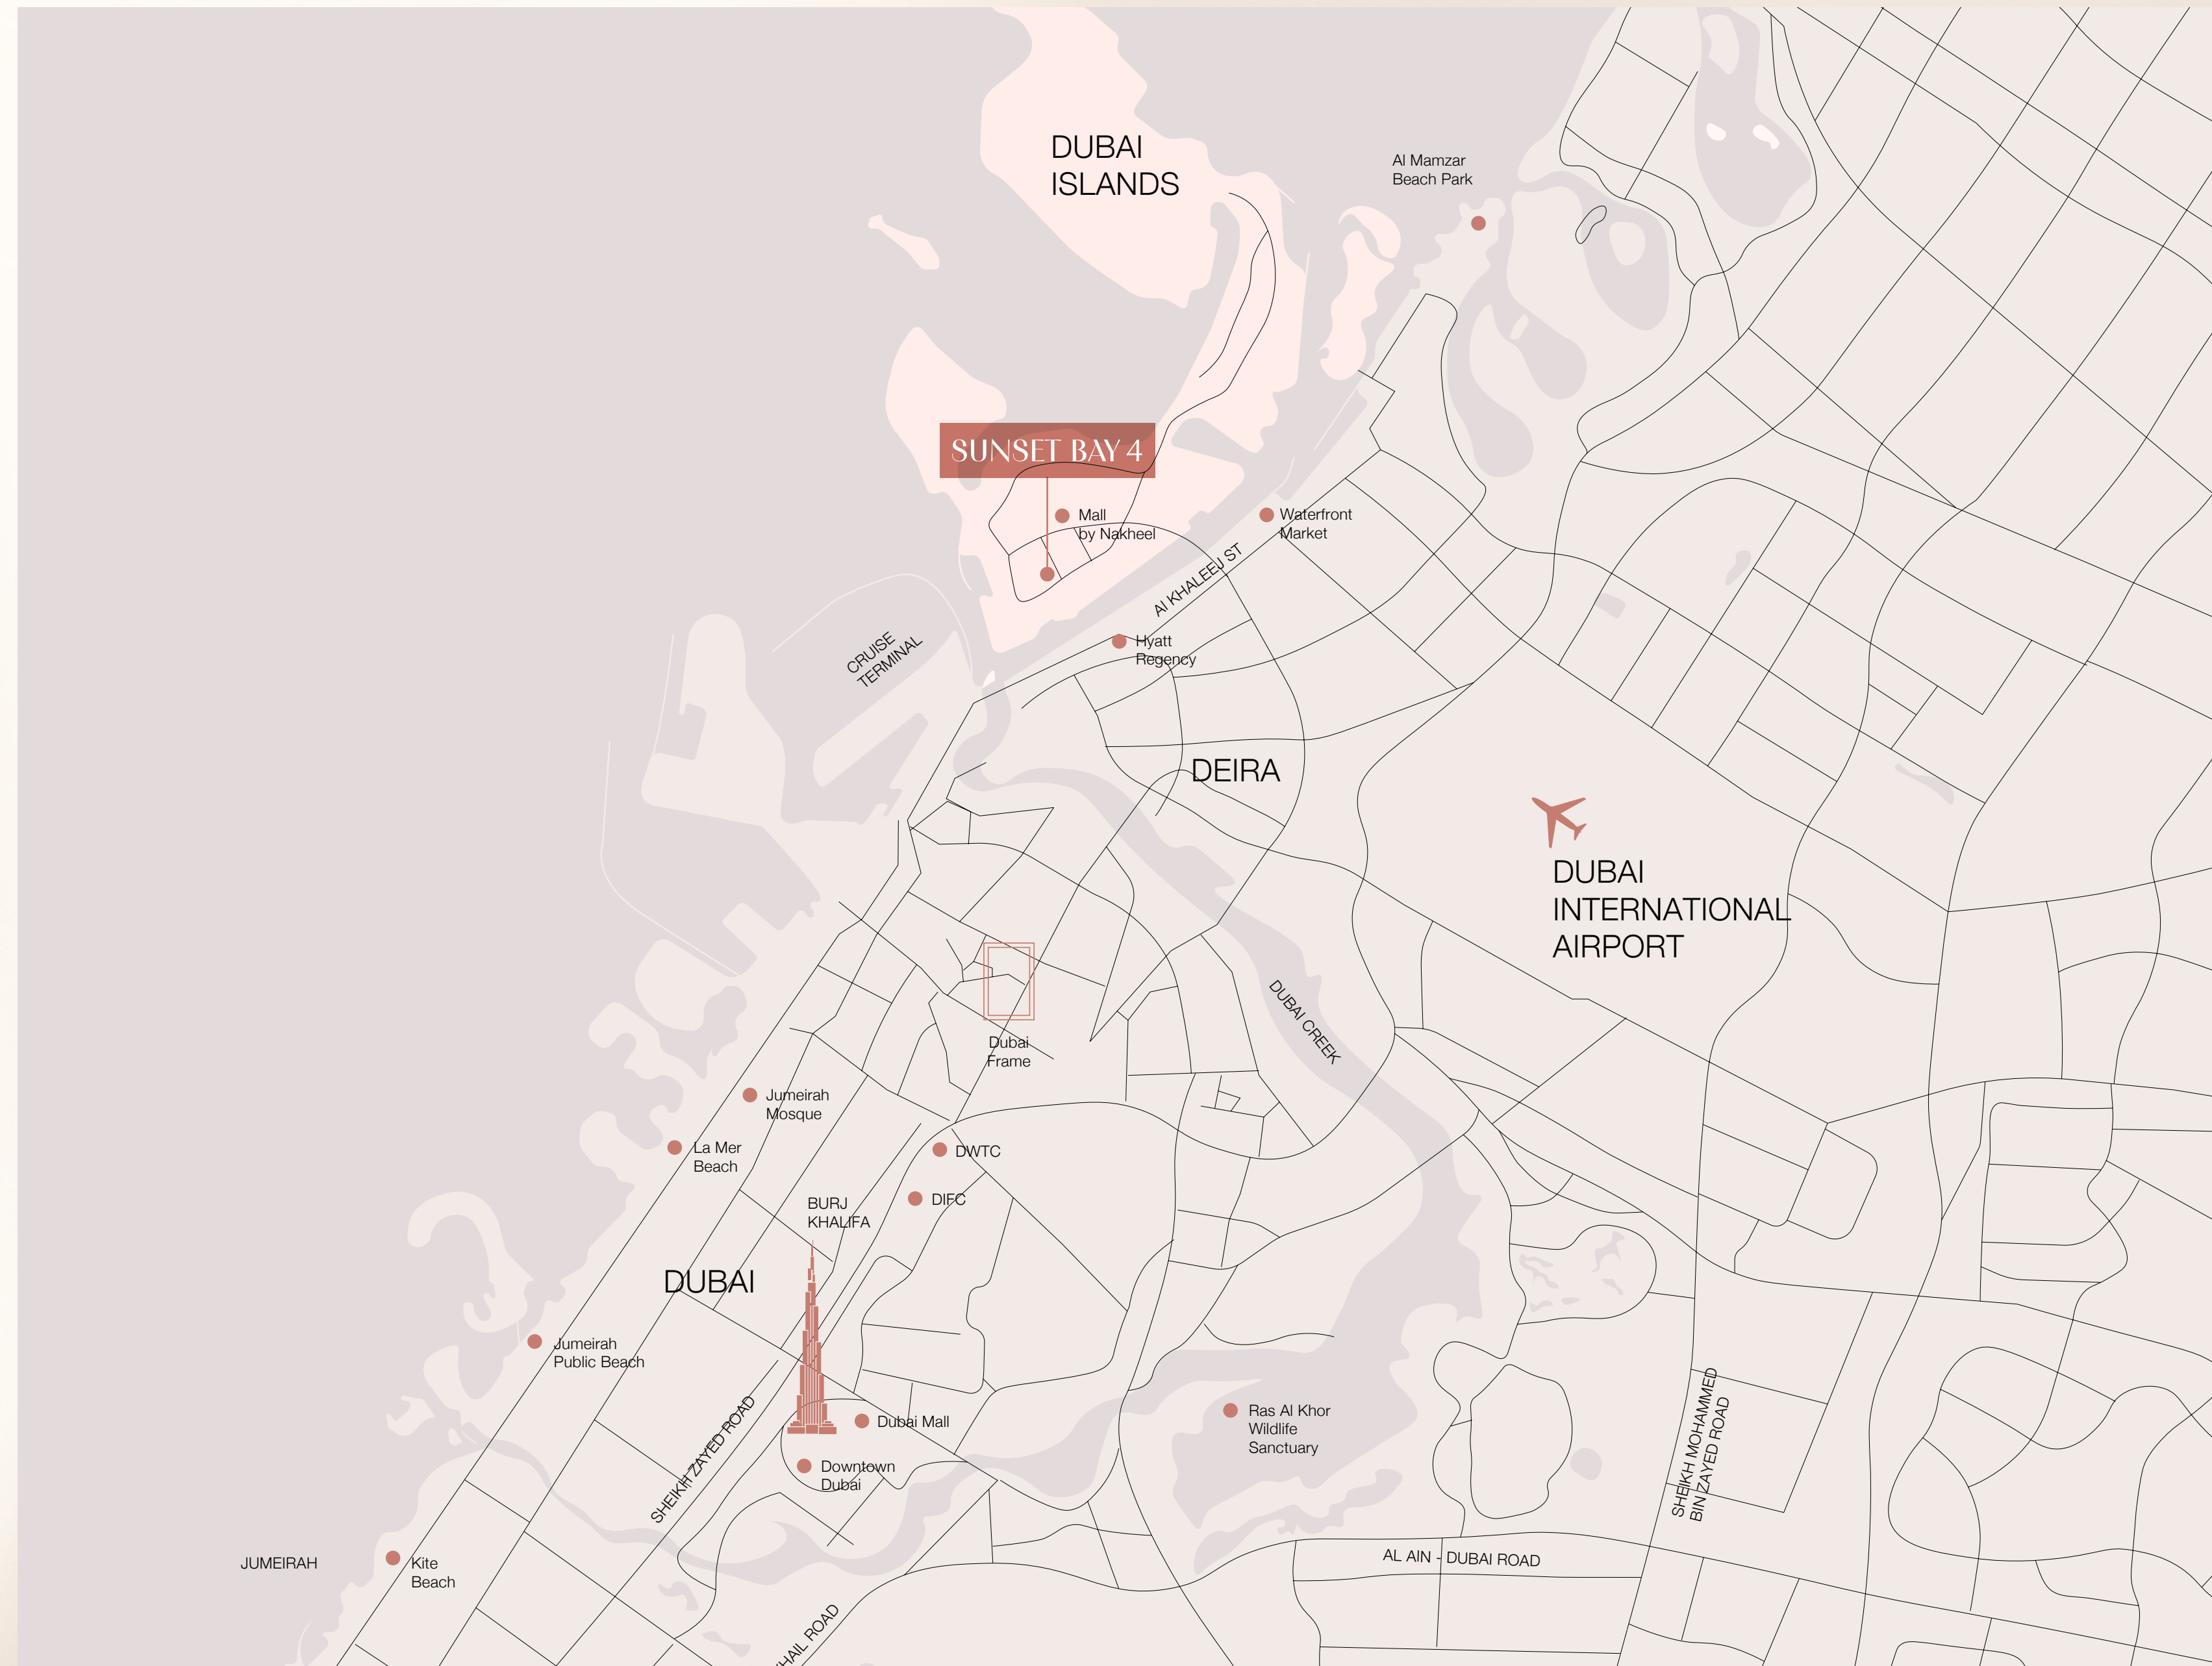 DUBAI
ISLANDS
Al Mamzar
Beach Park
SUNSET BAY 4
Mall
by Nakheel
Waterfront
Market
Al KHALEEJ ST
Hyatt
Regency
CRUISE
TERMINAL
DEIRA
DUBAI
INTERNATIONAL
AIRPORT
DUBAI CREEK
Dubai
Frame
Jumeirah
Mosque
La Mer
Beach
DWTC
DIFC
BURJ
KHALIFA
DUBAI
Jumeirah
Public Beach
Dubai Mall
Downtown
Dubai
SHEIKH ZAYED ROAD
Ras Al Khor
Wildlife
Sanctuary
SHEIKH MOHAMMED
BIN ZAYED ROAD
AL AIN - DUBAI ROAD
JUMEIRAH
Kite
Beach
HAIL ROAD